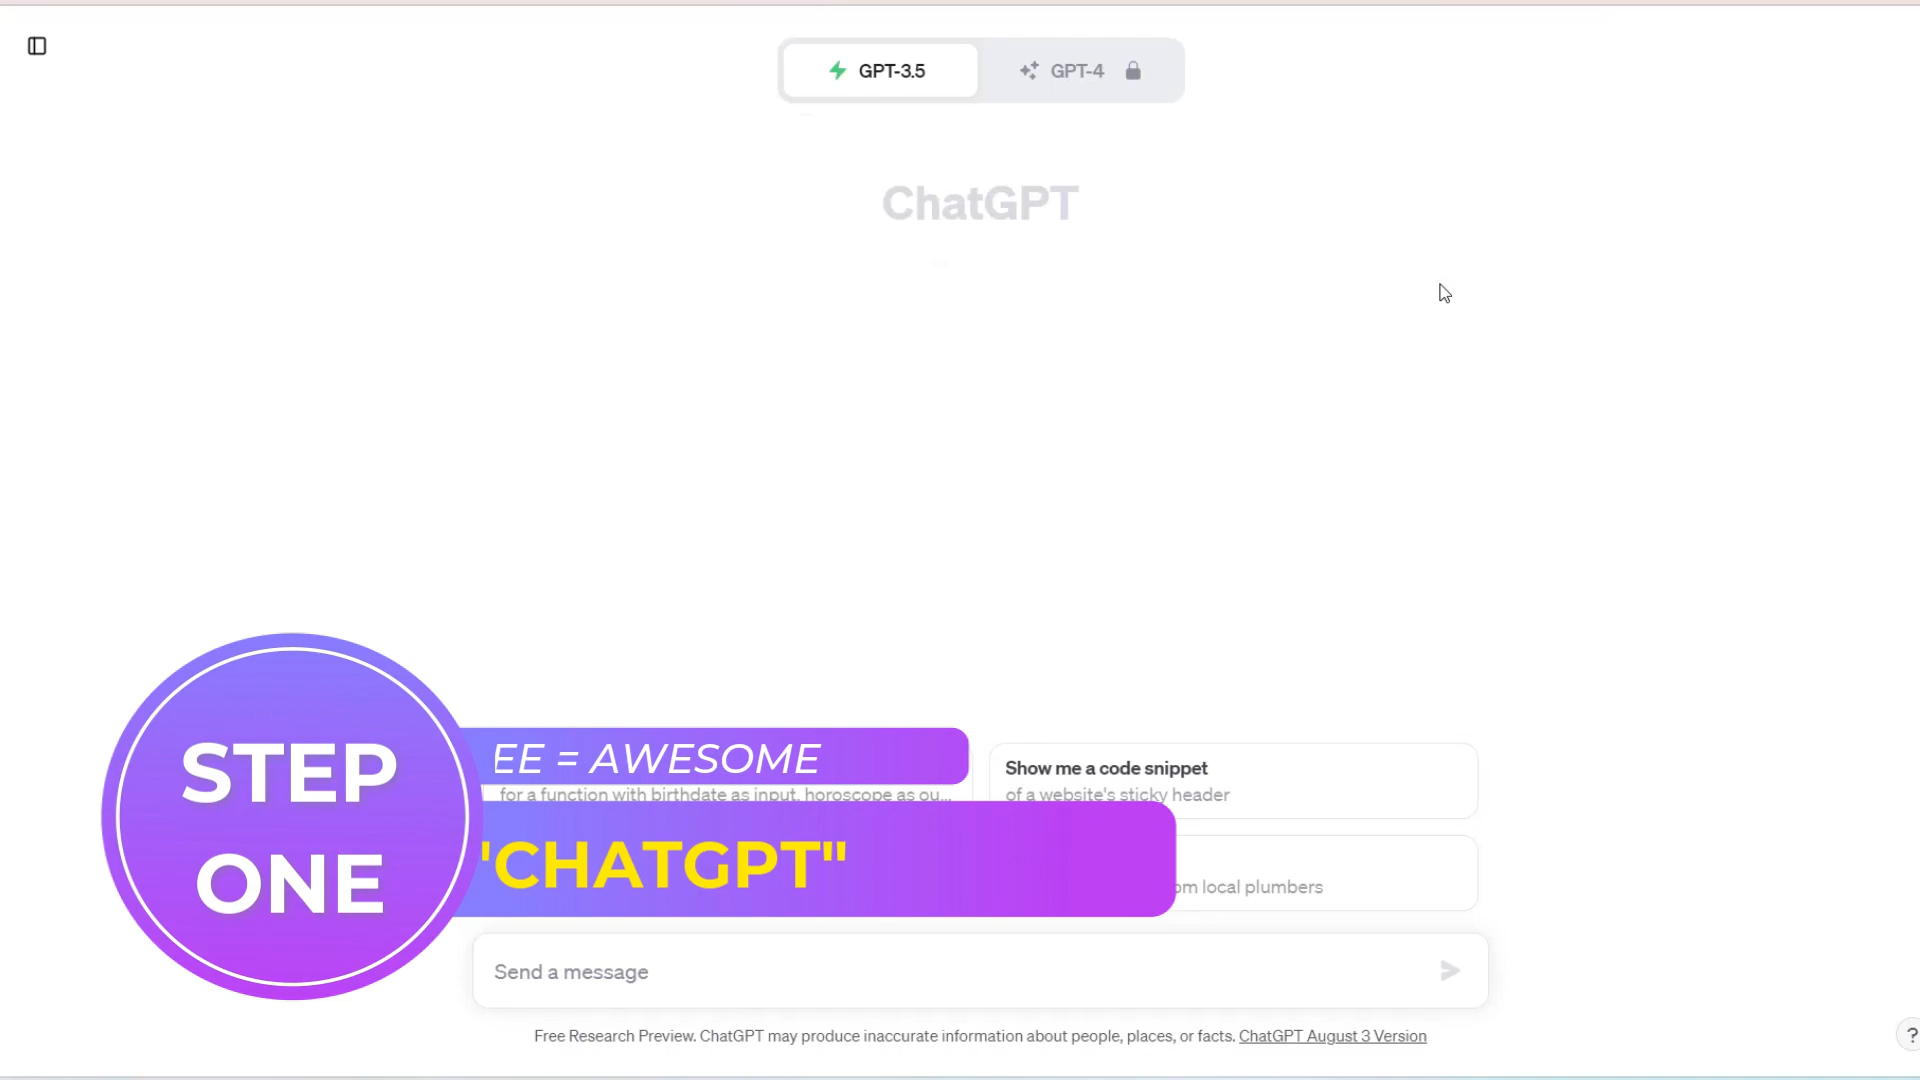 GPT-3.5
GPT-4
ChatGPT
STEP
ONE
EE = AWESOME
"CHATGPT"
for a function with birthdate as input, horoscope as ou...
Show me a code snippet
of a website's sticky header
om local plumbers
Send a message
Free Research Preview. ChatGPT may produce inaccurate information about people, places, or facts. ChatGPT August 3 Version
?